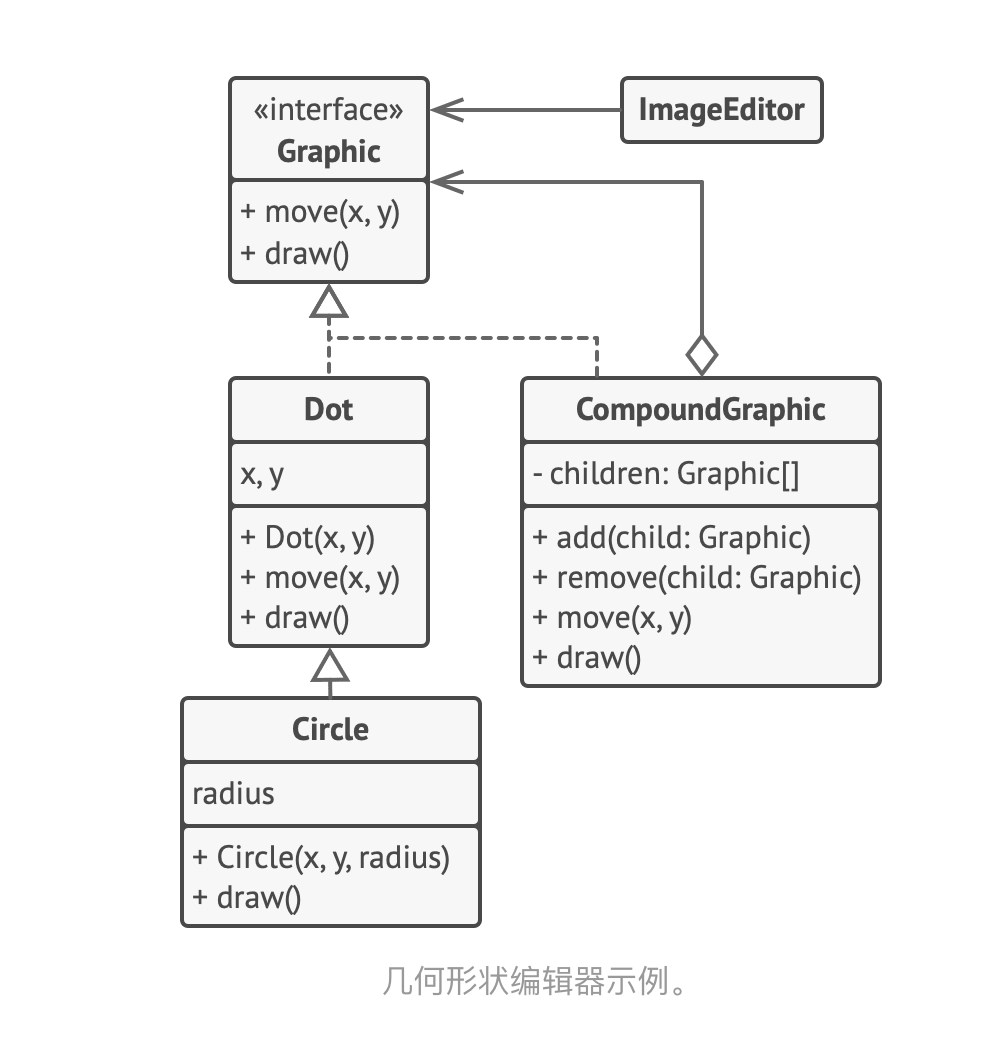 «interface»
Graphic
+ move(x, y)
+ draw()
ImageEditor
Dot
x, y
+ Dot(x, y)
+ move(x, y)
+ draw()
CompoundGraphic
- children: Graphic[]
+ add(child: Graphic)
+ remove(child: Graphic)
+ move(x, y)
+ draw()
Circle
radius
+ Circle(x, y, radius)
+ draw()
几何形状编辑器示例。